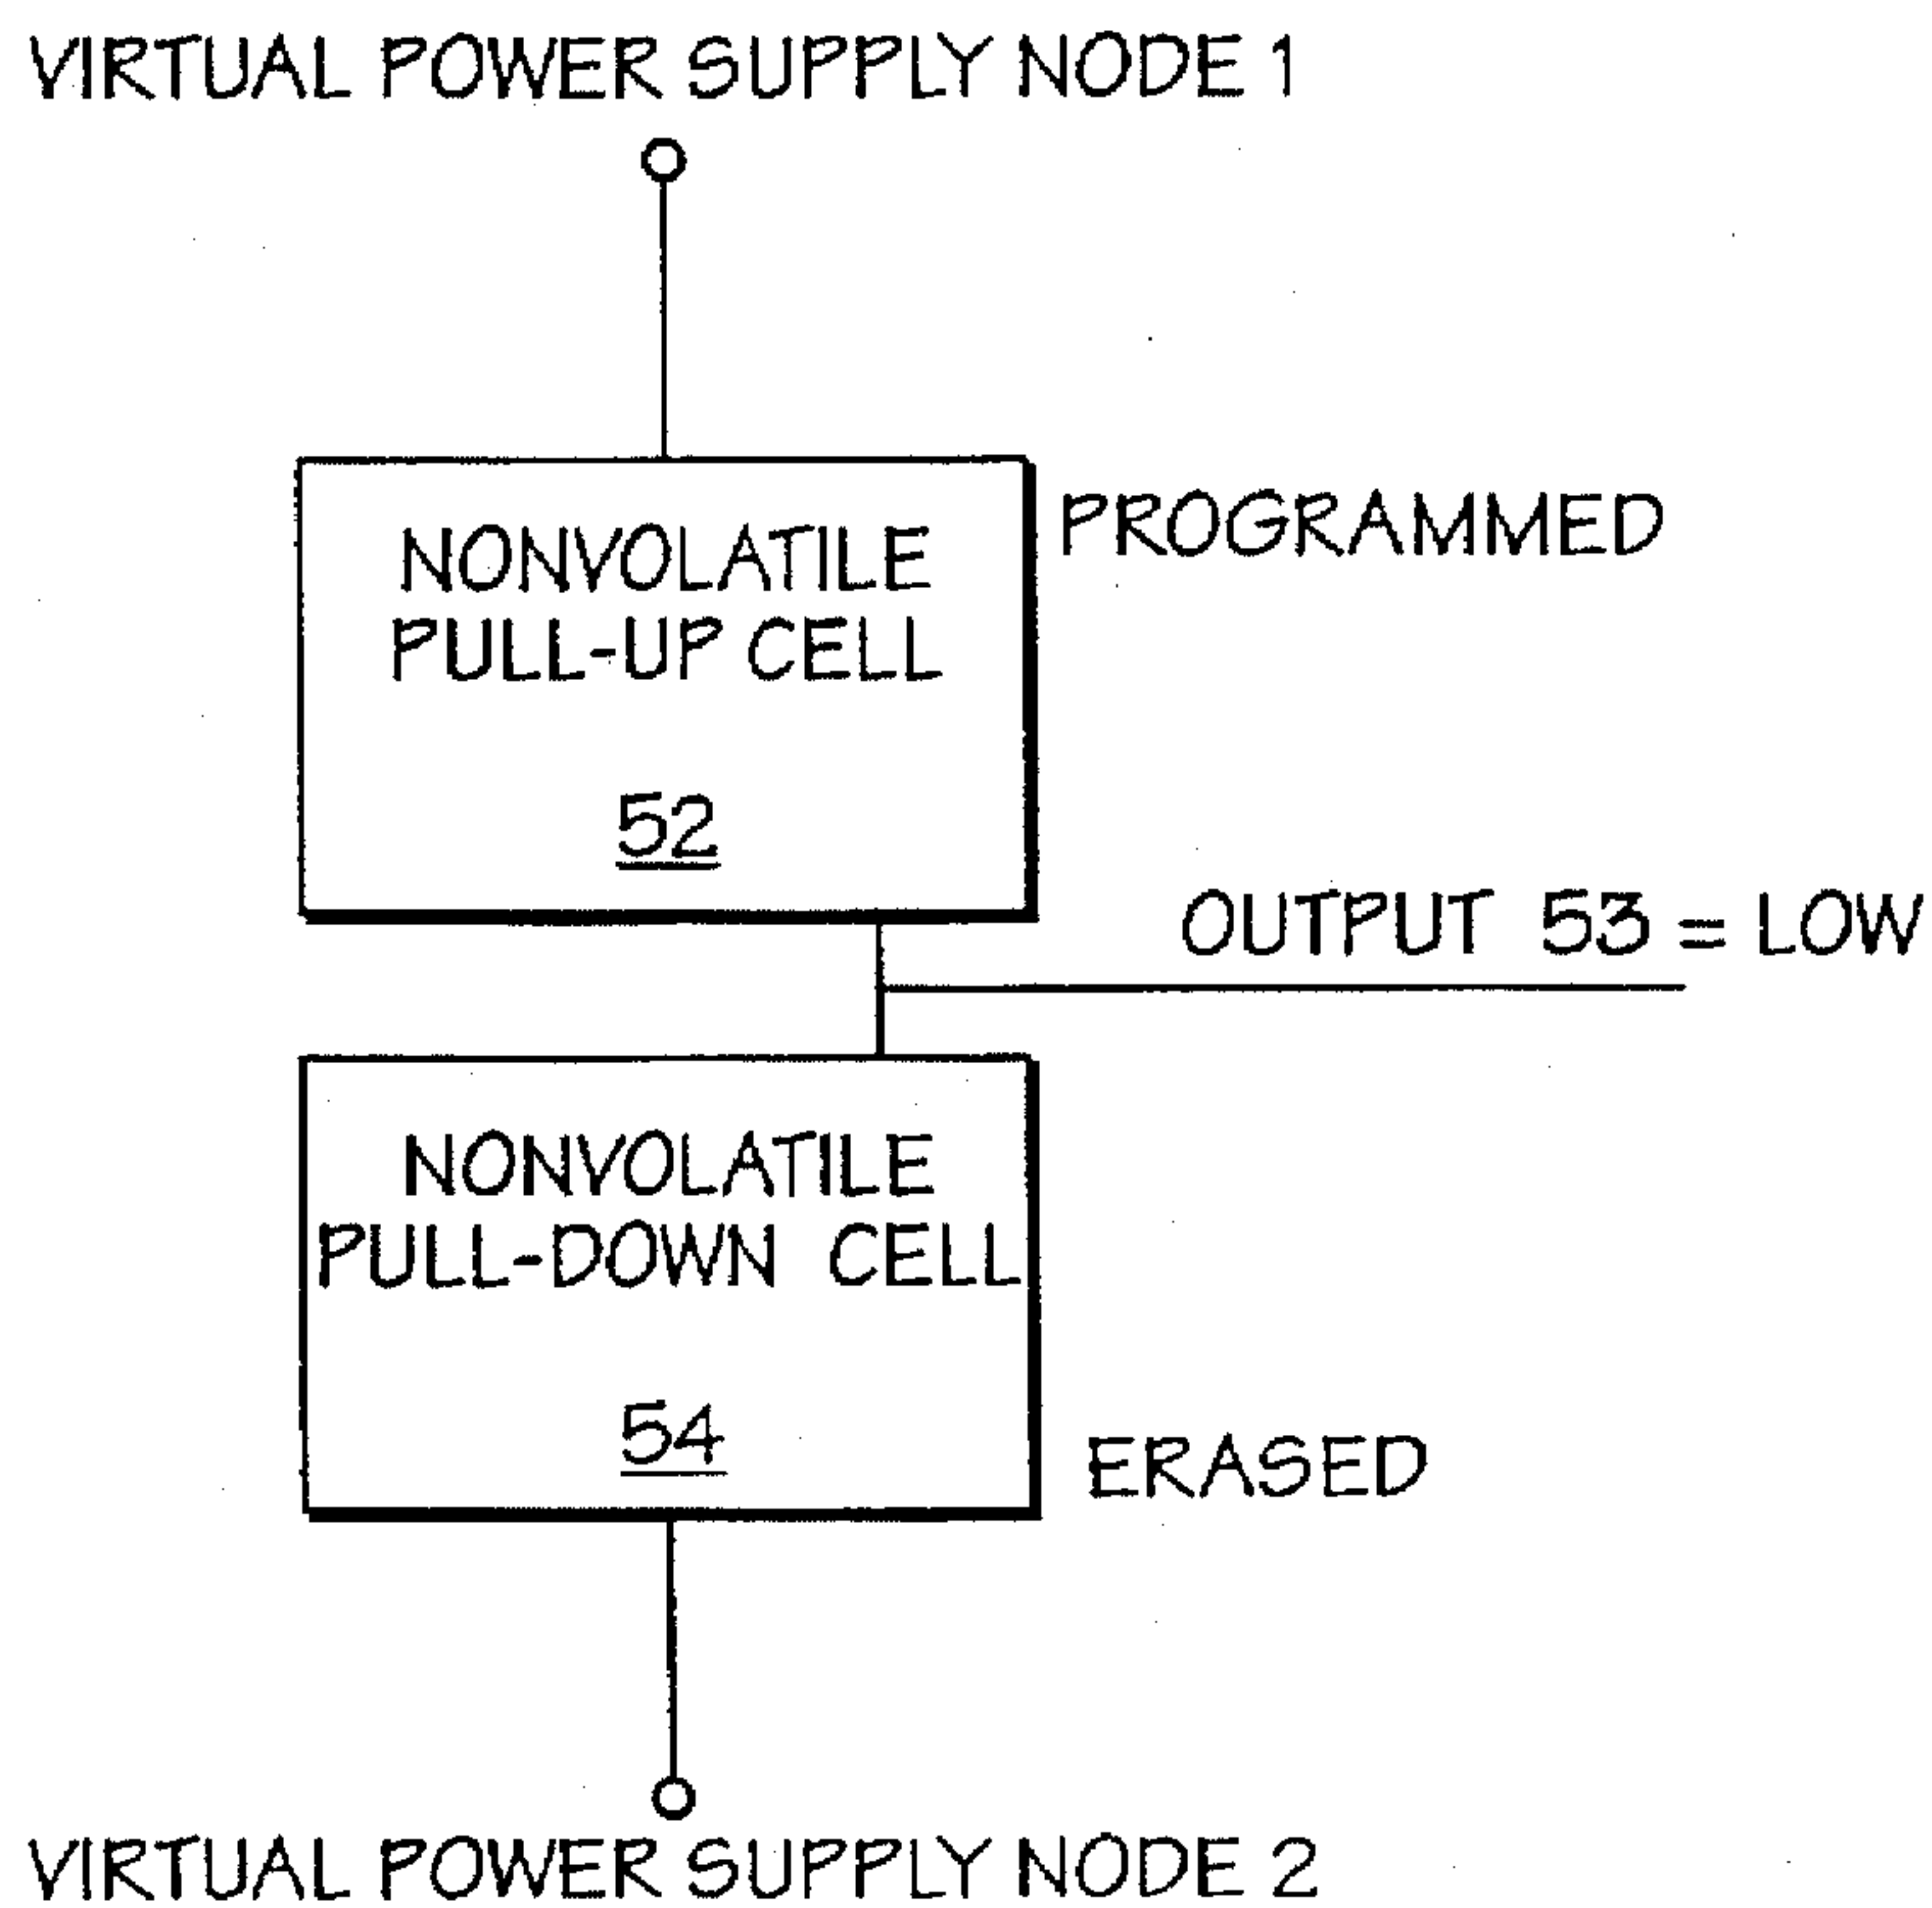 VIRTUAL POWER SUPPLY NODE 1
NONVOLATILE
PULL-UP CELL
52
PROGRAMMED
OUTPUT 53 = LOW
NONVOLATILE
PULL-DOWN CELL
54
ERASED
VIRTUAL POWER SUPPLY NODE 2